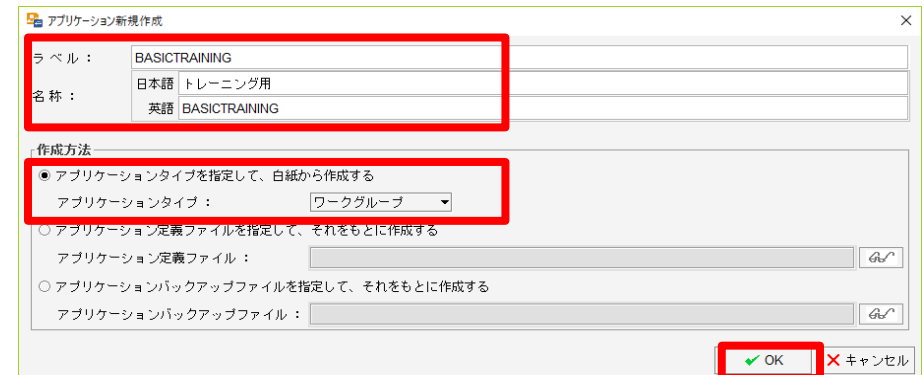 アプリケーション新規作成
ラベル： BASICTRAINING
名称： 日本語 トレーニング用
英語 BASICTRAINING
作成方法
アプリケーションタイプを指定して、白紙から作成する
アプリケーションタイプ： ワークグループ
アプリケーション定義ファイルを指定して、それをもとに作成する
アプリケーション定義ファイル：
アプリケーションバックアップファイルを指定して、それをもとに作成する
アプリケーションバックアップファイル：
OK キャンセル